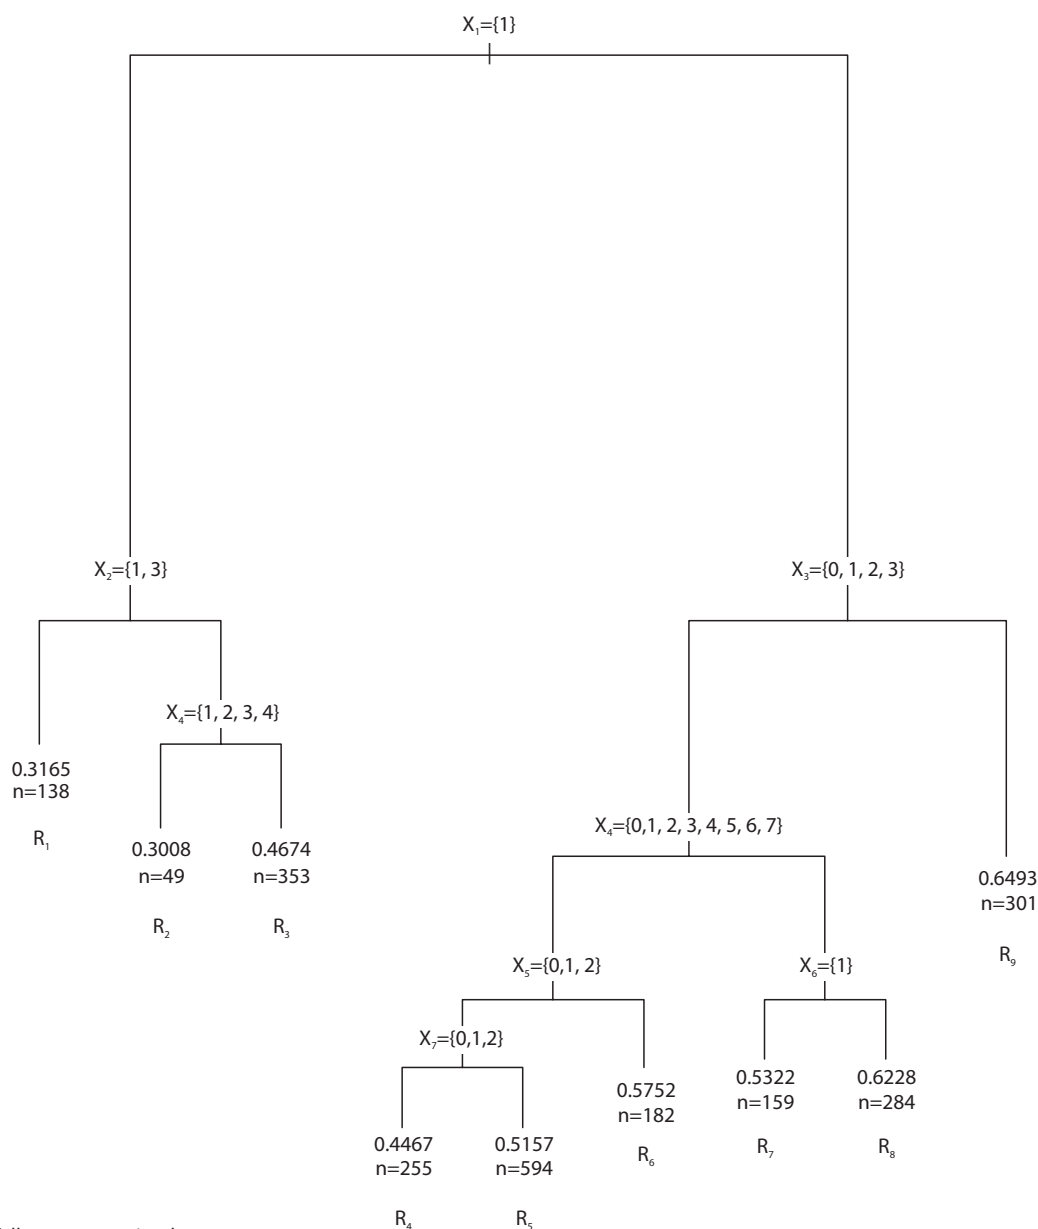 X₁={1}
X₂={1, 3}
X₃={0, 1, 2, 3}
X₄={1, 2, 3, 4}
0.3165
n=138
R₁
0.3008
n=49
R₂
0.4674
n=353
R₃
X₄={0,1, 2, 3, 4, 5, 6, 7}
0.6493
n=301
R₉
X₅={0,1, 2}
X₆={1}
X₇={0,1,2}
0.5752
n=182
R₆
0.5322
n=159
R₇
0.6228
n=284
R₈
0.4467
n=255
R₄
0.5157
n=594
R₅